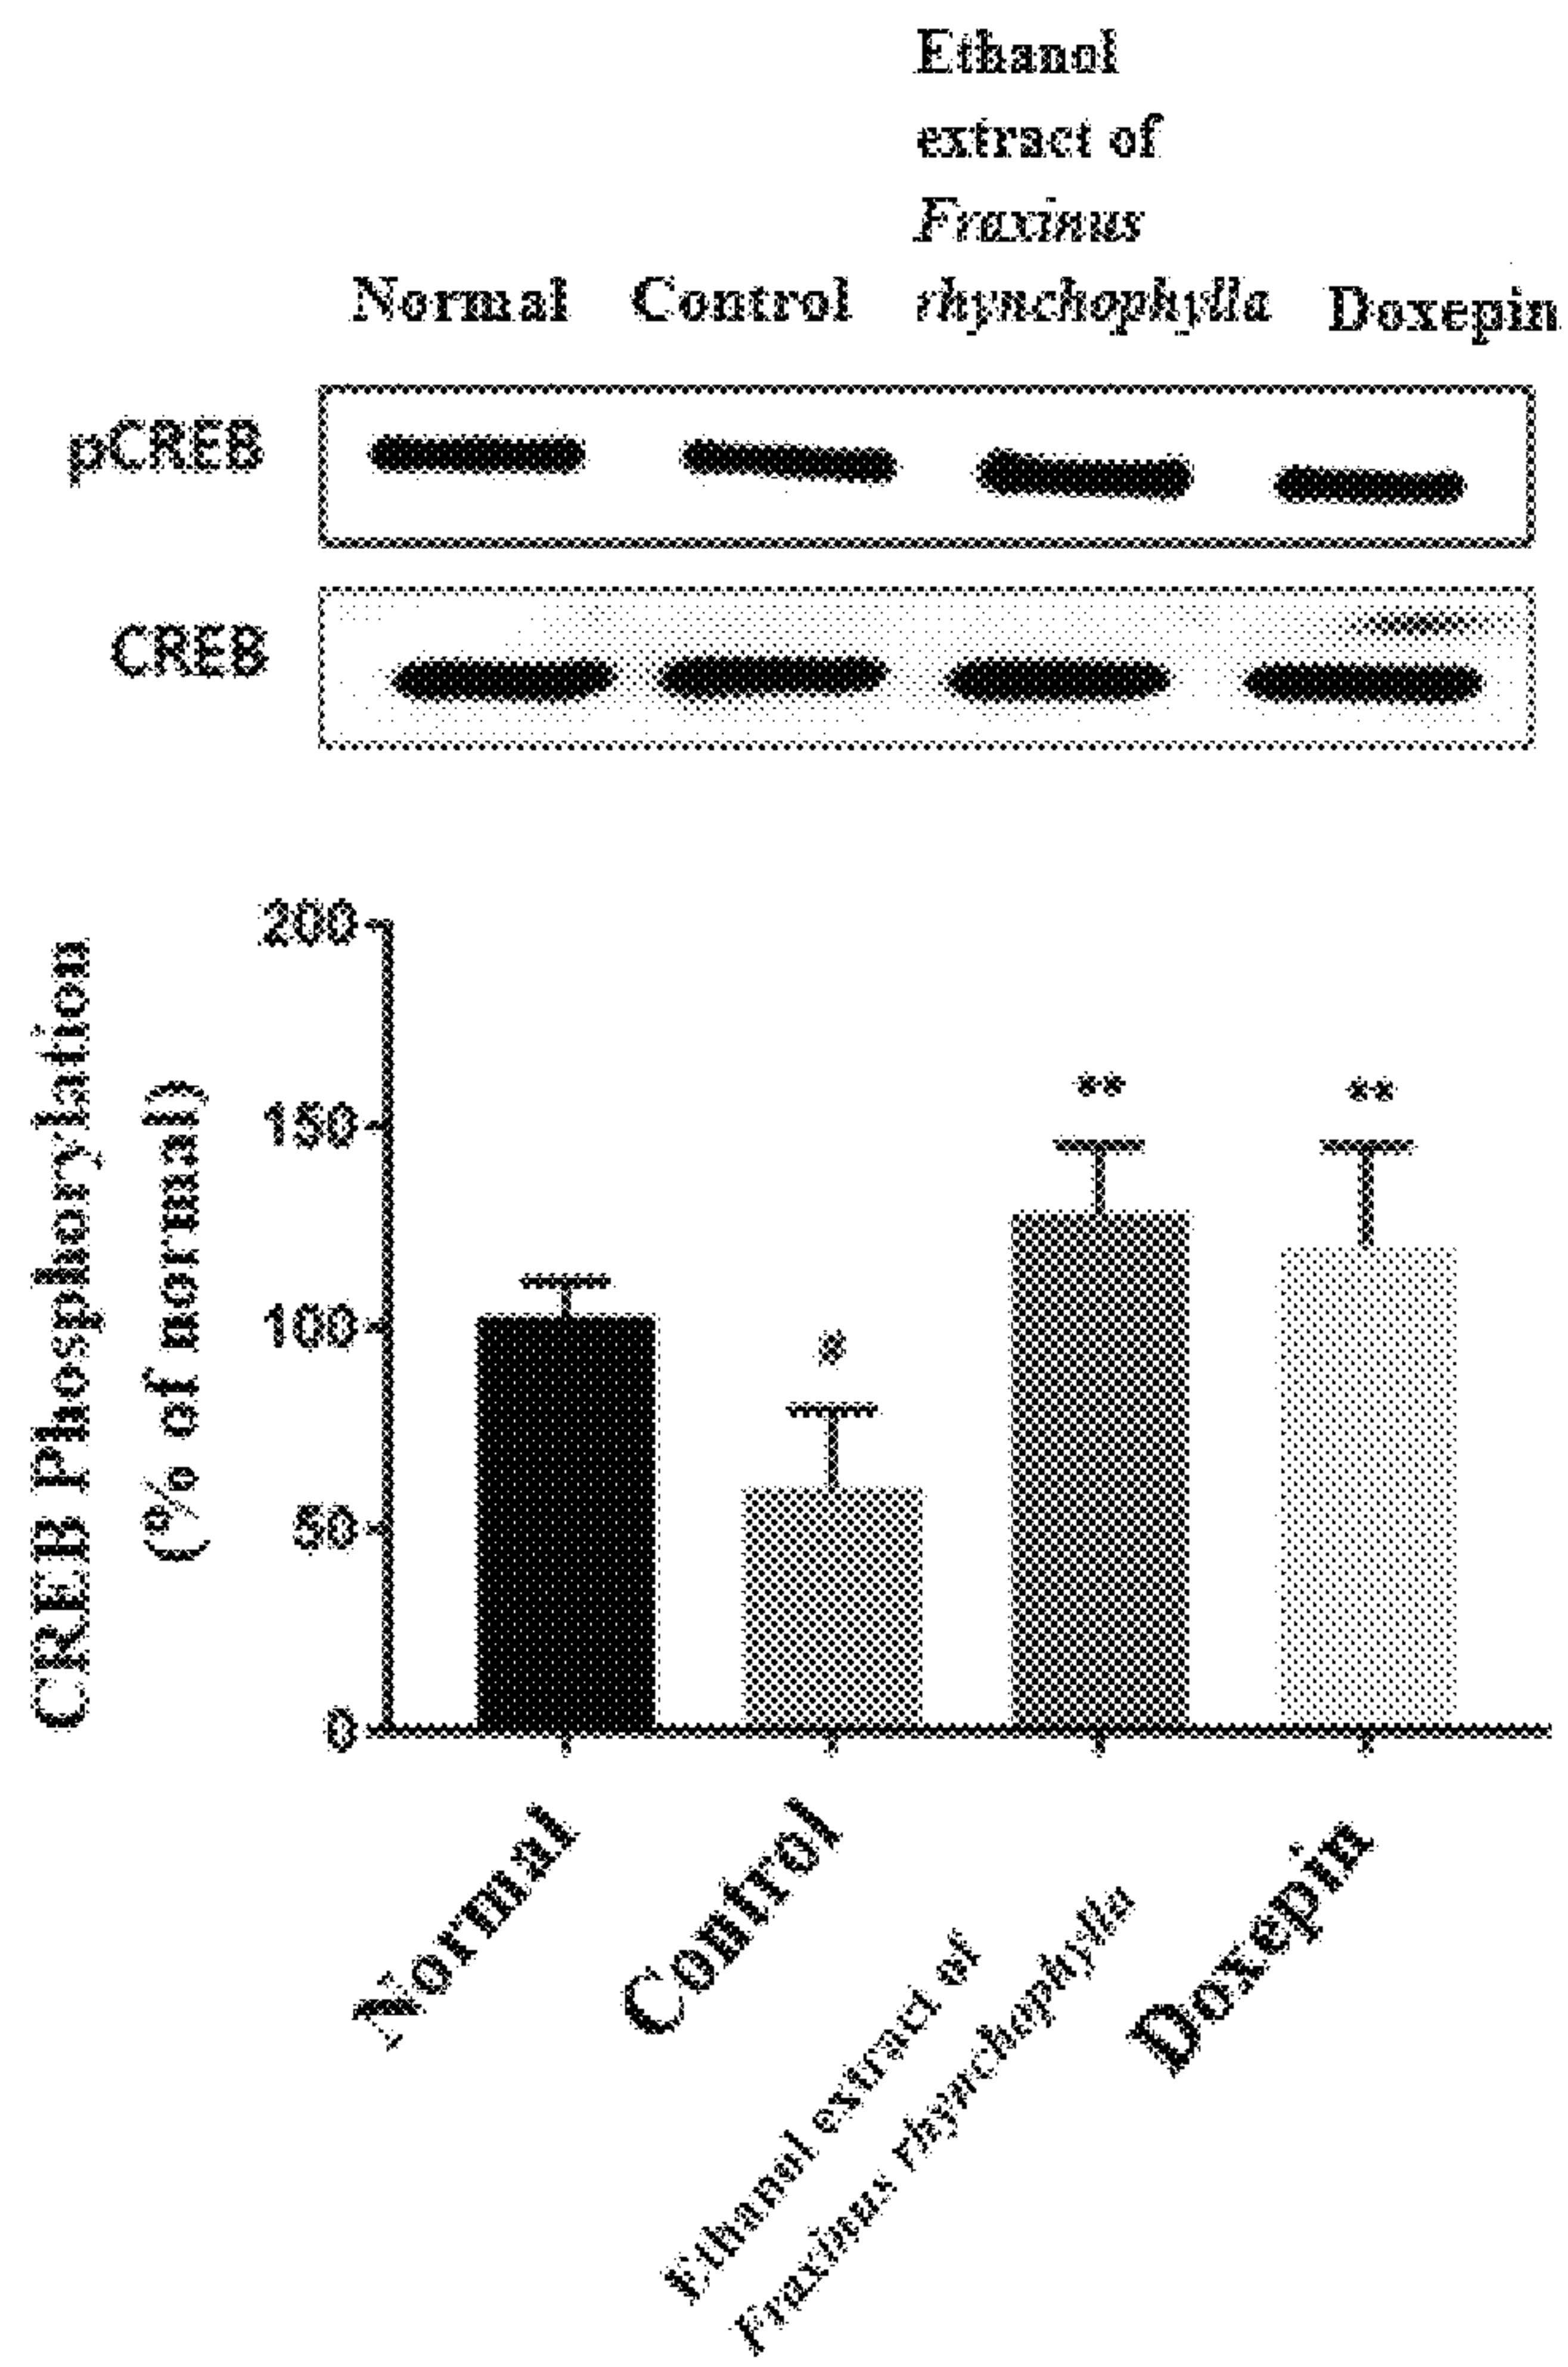 Ethanol
extract of
Fraxinus
Normal Control rhynchophylla Doxepin
pCREB
CREB
CREB Phosphorylation
(% of normal)
200
150
100
50
0
**
**
*
Normal
Control
Ethanol extract of
Fraxinus rhynchophylla
Doxepin